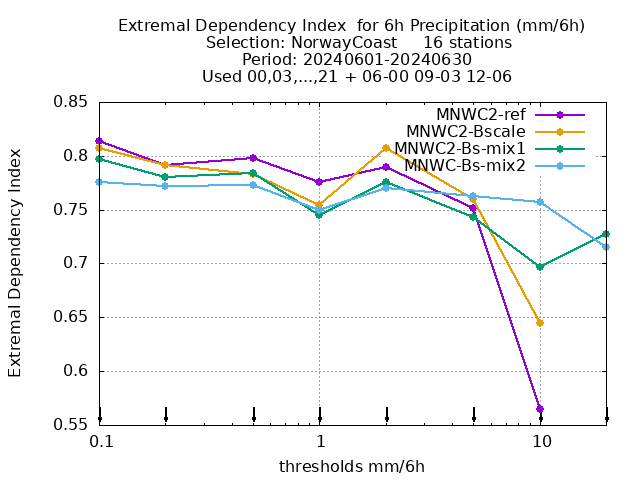 Extremal Dependency Index  for 6h Precipitation (mm/6h)
Selection: NorwayCoast     16 stations
Period: 20240601-20240630
Used 00,03,...,21 + 06-00 09-03 12-06
MNWC2-ref
MNWC2-Bscale
MNWC2-Bs-mix1
MNWC-Bs-mix2
Extremal Dependency Index
0.85
0.8
0.75
0.7
0.65
0.6
0.55
0.1
1
10
thresholds mm/6h